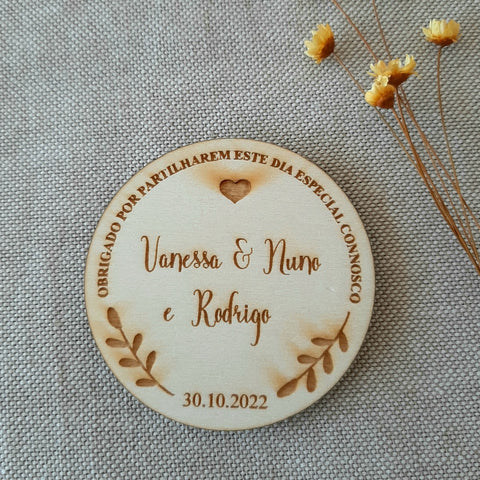 OBRIGADO POR PARTILHAREM ESTE DIA ESPECIAL CONNOSCO
Vanessa & Nuno
e Rodrigo
30.10.2022